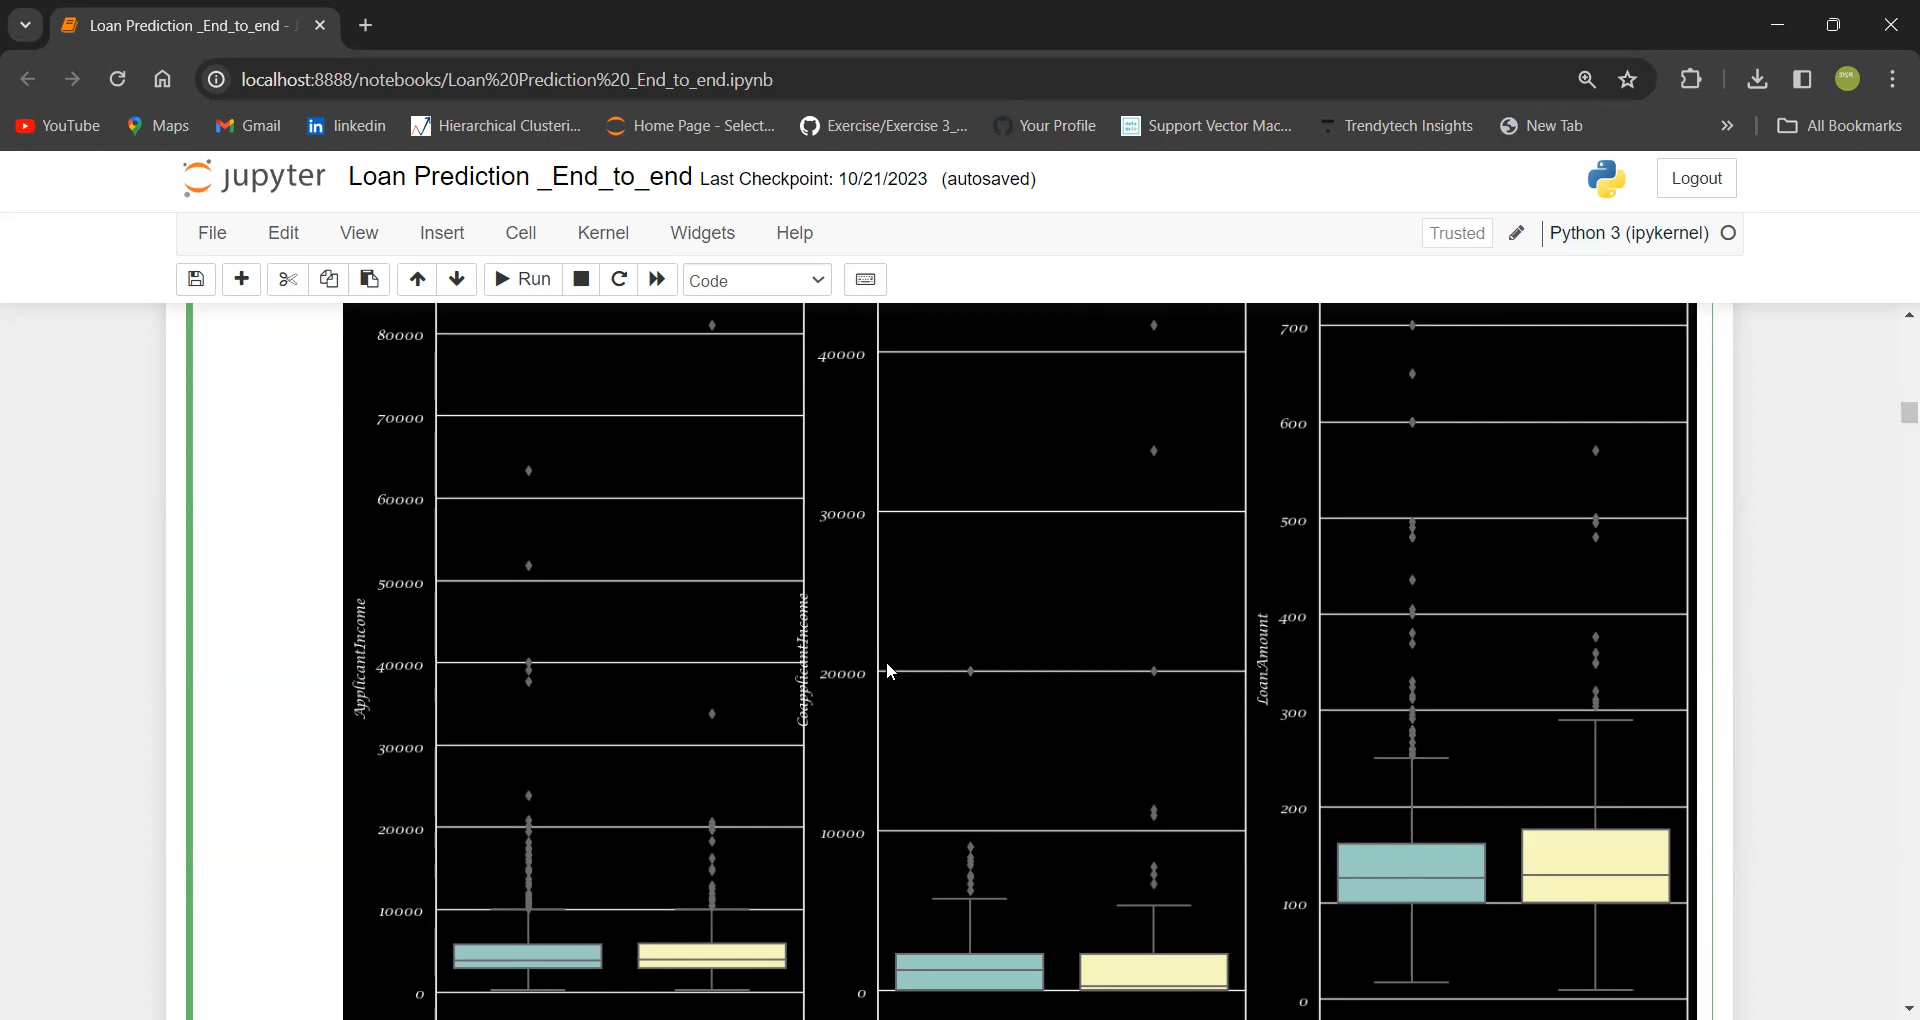 Loan Prediction _End_to_end -
localhost:8888/notebooks/Loan%20Prediction%20_End_to_end.ipynb
YouTube Maps Gmail linkedin Hierarchical Clusteri... Home Page - Select... Exercise/Exercise 3_... Your Profile Support Vector Mac... Trendytech Insights New Tab » All Bookmarks
jupyter Loan Prediction _End_to_end Last Checkpoint: 10/21/2023 (autosaved) Logout
File Edit View Insert Cell Kernel Widgets Help Trusted Python 3 (ipykernel)
Run Code
ApplicantIncome
80000
70000
60000
50000
40000
30000
20000
10000
0
CoapplicantIncome
40000
30000
20000
10000
0
LoanAmount
700
600
500
400
300
200
100
0